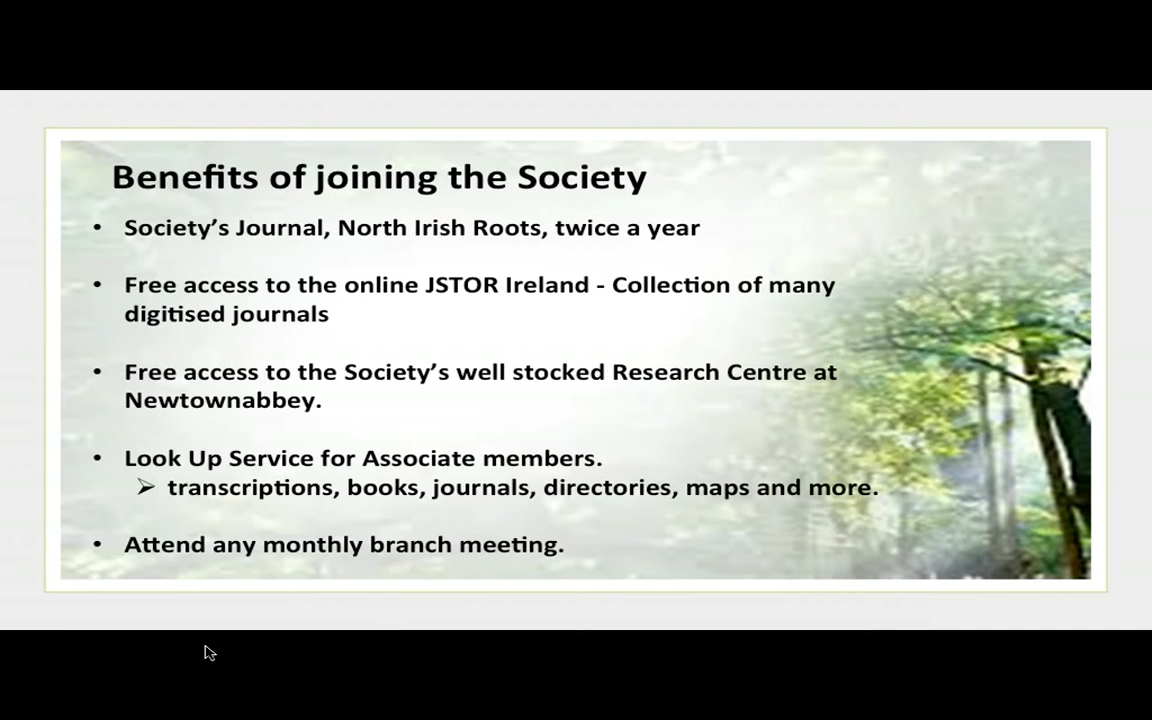 Benefits of joining the Society
• Society's Journal, North Irish Roots, twice a year
• Free access to the online JSTOR Ireland - Collection of many
digitised journals
• Free access to the Society's well stocked Research Centre at
Newtownabbey.
• Look Up Service for Associate members.
➢ transcriptions, books, journals, directories, maps and more.
• Attend any monthly branch meeting.